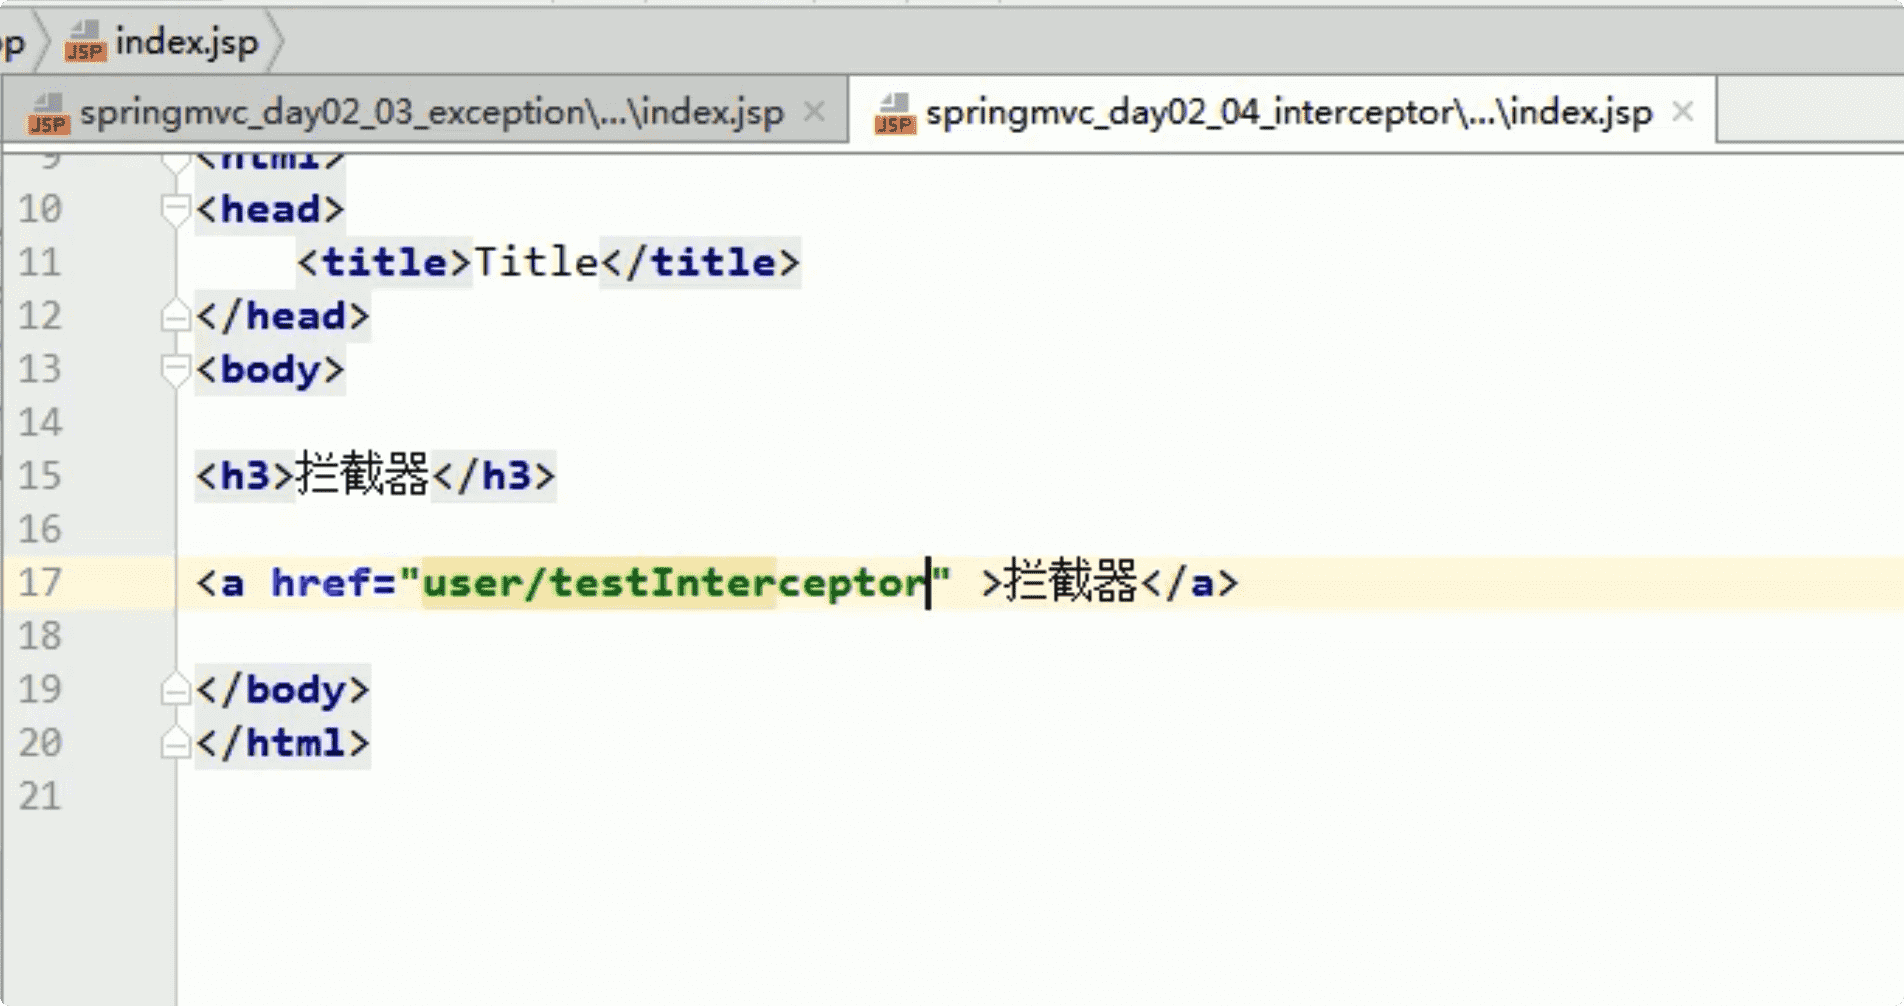 index.jsp
springmvc_day02_03_exception\...\index.jsp
springmvc_day02_04_interceptor\...\index.jsp
9 <html>
10 <head>
11 <title>Title</title>
12 </head>
13 <body>
14
15 <h3>拦截器</h3>
16
17 <a href="user/testInterceptor" >拦截器</a>
18
19 </body>
20 </html>
21